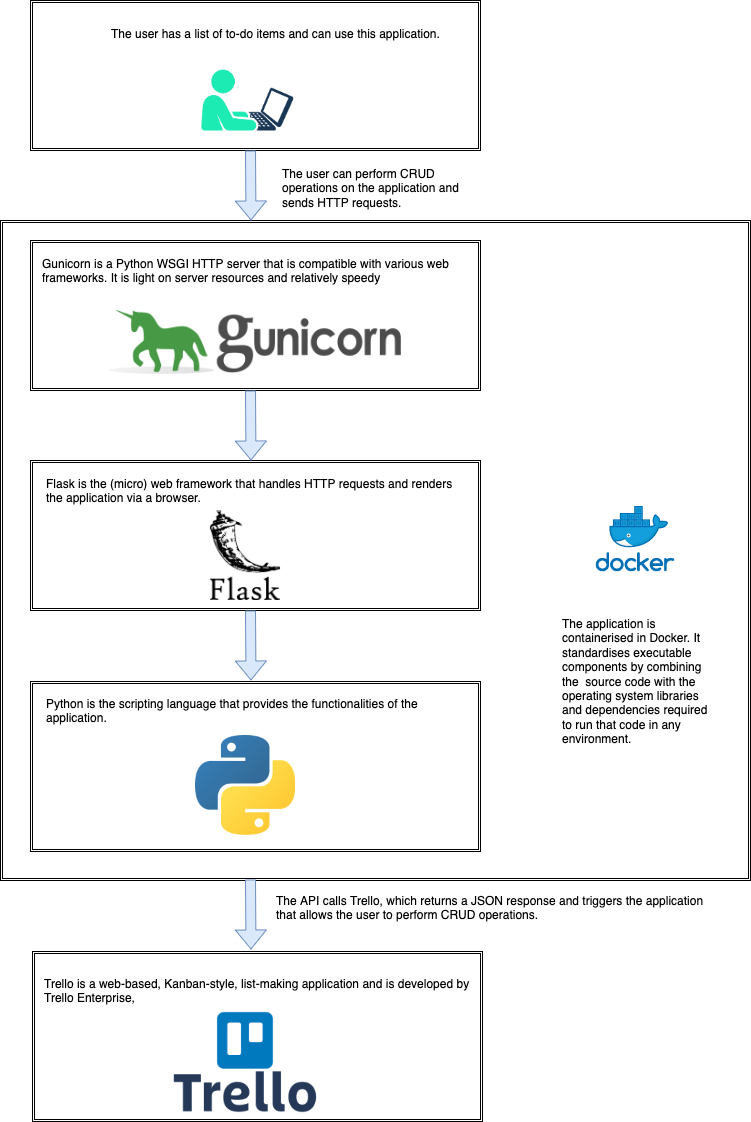 The user has a list of to-do items and can use this application.
The user can perform CRUD
operations on the application and
sends HTTP requests.
Gunicorn is a Python WSGI HTTP server that is compatible with various web
frameworks. It is light on server resources and relatively speedy
gunicorn
Flask is the (micro) web framework that handles HTTP requests and renders
the application via a browser.
Flask
docker
The application is
containerised in Docker. It
standardises executable
components by combining
the  source code with the
operating system libraries
and dependencies required
to run that code in any
environment.
Python is the scripting language that provides the functionalities of the
application.
The API calls Trello, which returns a JSON response and triggers the application
that allows the user to perform CRUD operations.
Trello is a web-based, Kanban-style, list-making application and is developed by
Trello Enterprise,
Trello